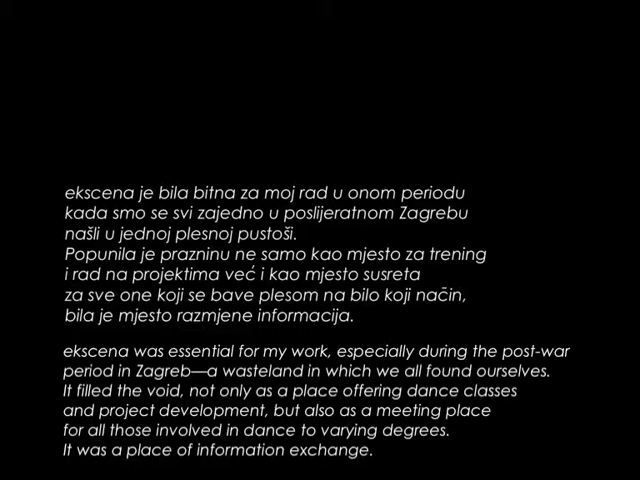 ekscena je bila bitna za moj rad u onom periodu
kada smo se svi zajedno u poslijeratnom Zagrebu
našli u jednoj plesnoj pustoši.
Popunila je prazninu ne samo kao mjesto za trening
i rad na projektima već i kao mjesto susreta
za sve one koji se bave plesom na bilo koji način,
bila je mjesto razmjene informacija.
ekscena was essential for my work, especially during the post-war
period in Zagreb—a wasteland in which we all found ourselves.
It filled the void, not only as a place offering dance classes
and project development, but also as a meeting place
for all those involved in dance to varying degrees.
It was a place of information exchange.